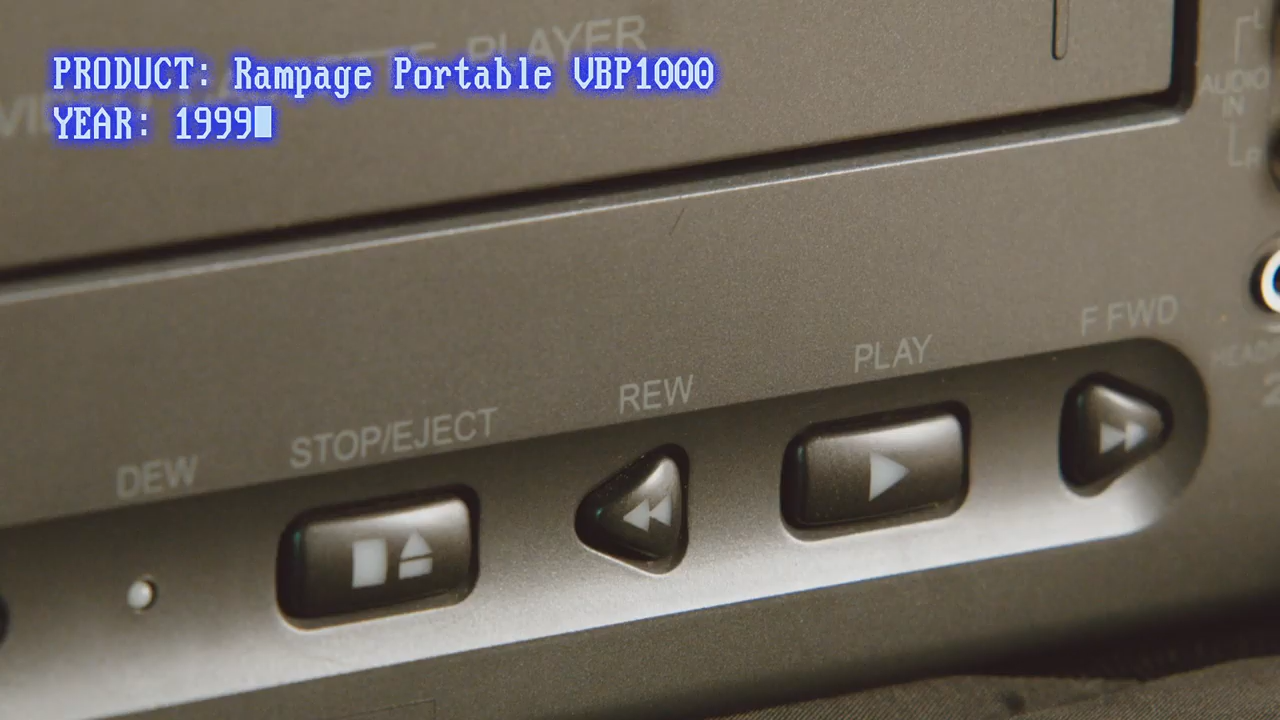 PRODUCT: Rampage Portable VBP1000
YEAR: 1999
PLAYER
AUDIO
IN
L
R
F FWD
PLAY
REW
STOP/EJECT
DEW